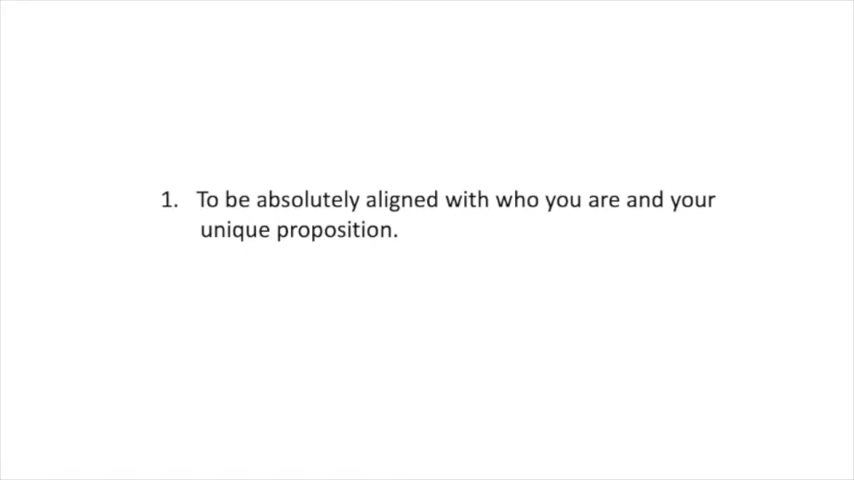 1. To be absolutely aligned with who you are and your
unique proposition.